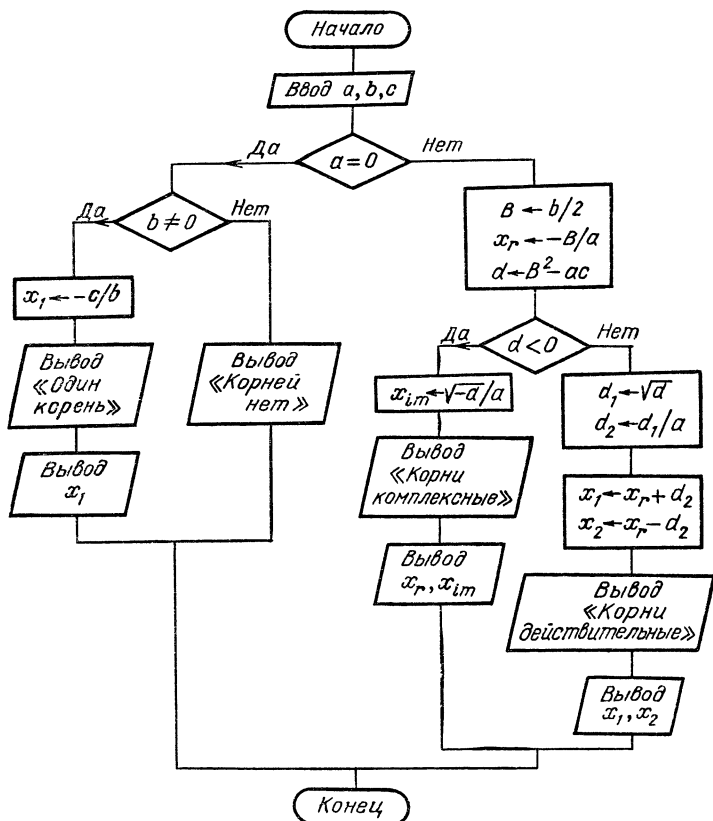 Начало
Ввод a, b, c
Да
a = 0
Нет
Да
b ≠ 0
Нет
B ← b/2
x_r ← -B/a
d ← B² - ac
x₁ ← -c/b
Вывод
«Один
корень»
Вывод
x₁
Вывод
«Корней
нет»
Да
d < 0
Нет
x_im ← √-d/a
Вывод
«Корни
комплексные»
Вывод
x_r, x_im
d₁ ← √d
d₂ ← d₁/a
x₁ ← x_r + d₂
x₂ ← x_r - d₂
Вывод
«Корни
действительные»
Вывод
x₁, x₂
Конец